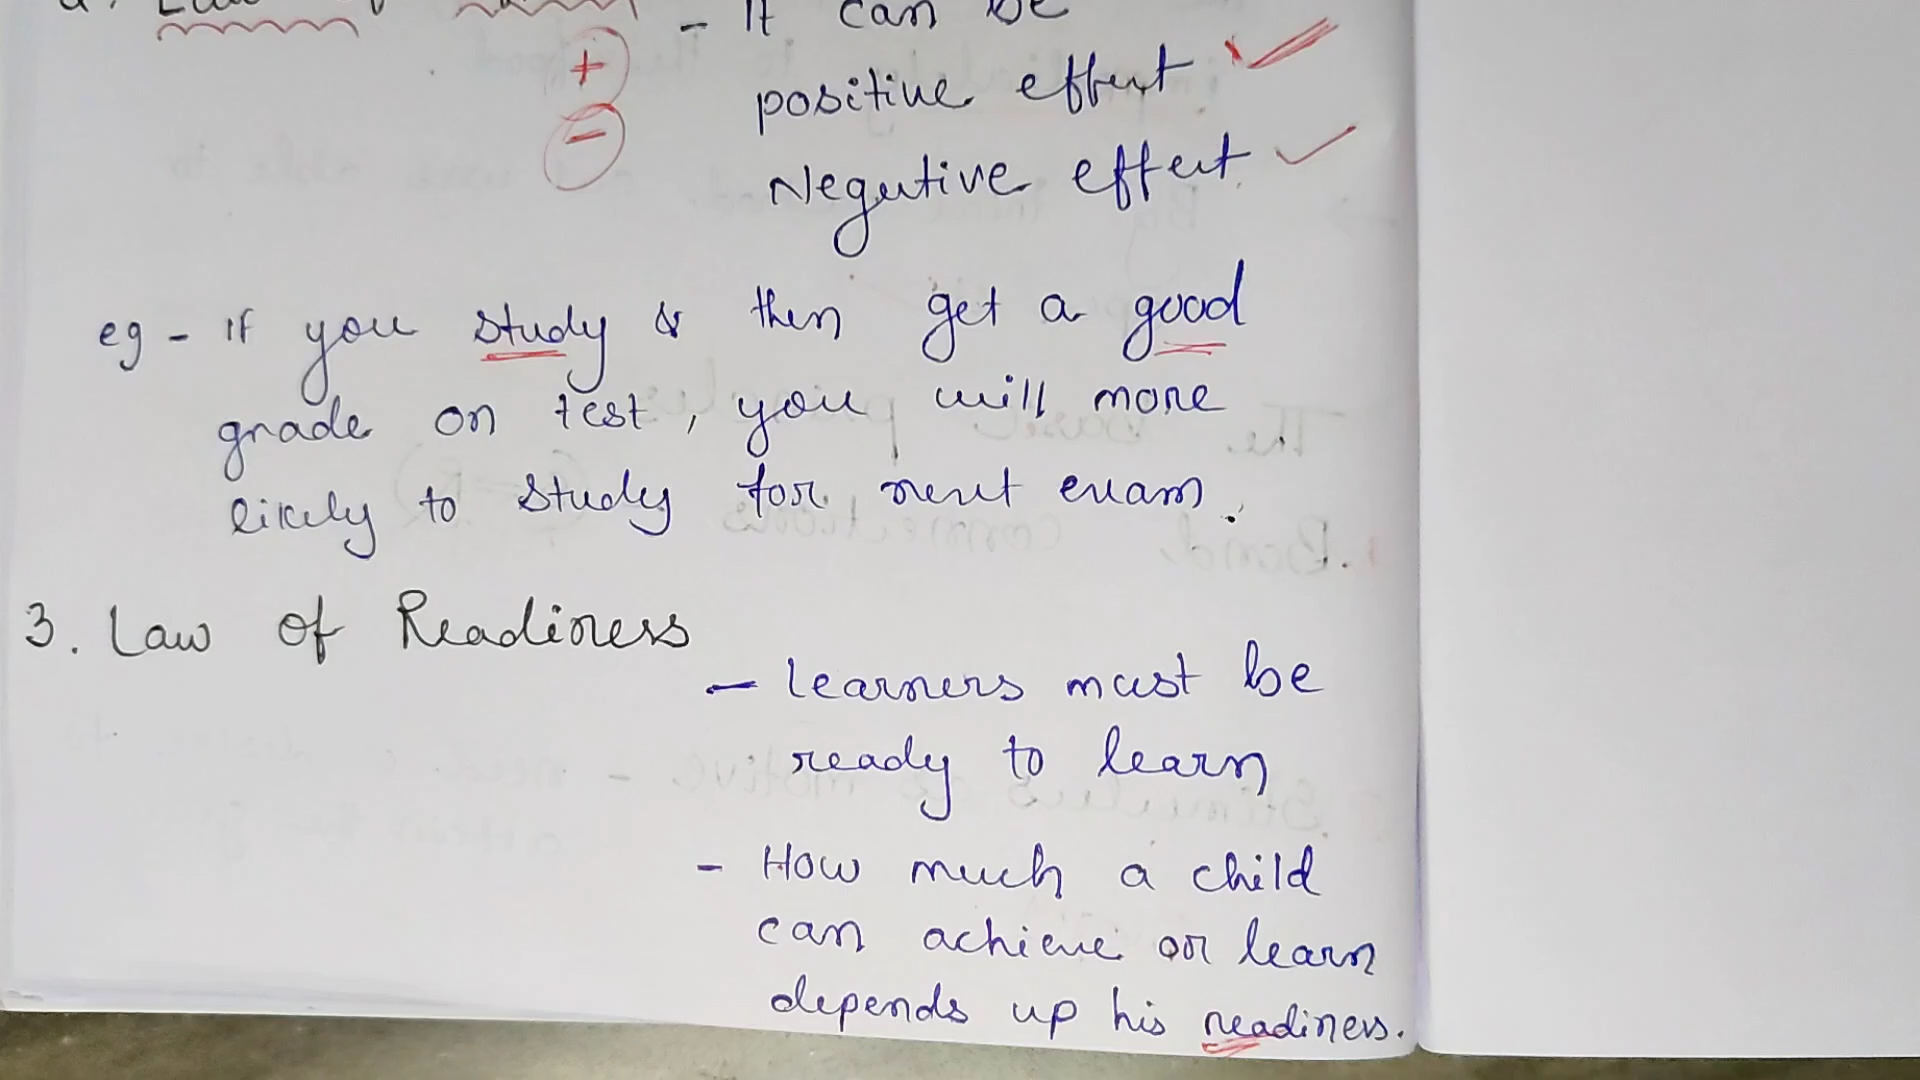 - It can be
+
positive effect
-
Negative effect
eg - If you study & then get a good
grade on test, you will more
likely to study for next exam.
3. Law of Readiness
- Learners must be
ready to learn
- How much a child
can achieve or learn
depends up his readiness.